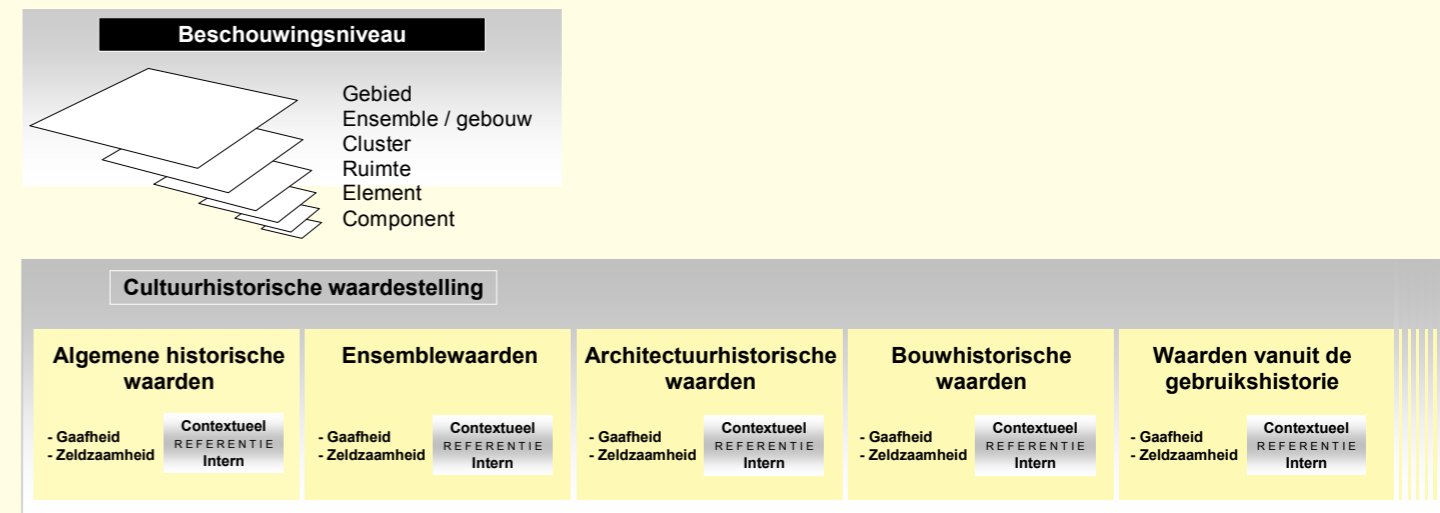 Beschouwingsniveau
Gebied
Ensemble / gebouw
Cluster
Ruimte
Element
Component
Cultuurhistorische waardestelling
Algemene historische
waarden
- Gaafheid
- Zeldzaamheid
Contextueel
REFERENTIE
Intern
Ensemblewaarden
- Gaafheid
- Zeldzaamheid
Contextueel
REFERENTIE
Intern
Architectuurhistorische
waarden
- Gaafheid
- Zeldzaamheid
Contextueel
REFERENTIE
Intern
Bouwhistorische
waarden
- Gaafheid
- Zeldzaamheid
Contextueel
REFERENTIE
Intern
Waarden vanuit de
gebruikshistorie
- Gaafheid
- Zeldzaamheid
Contextueel
REFERENTIE
Intern